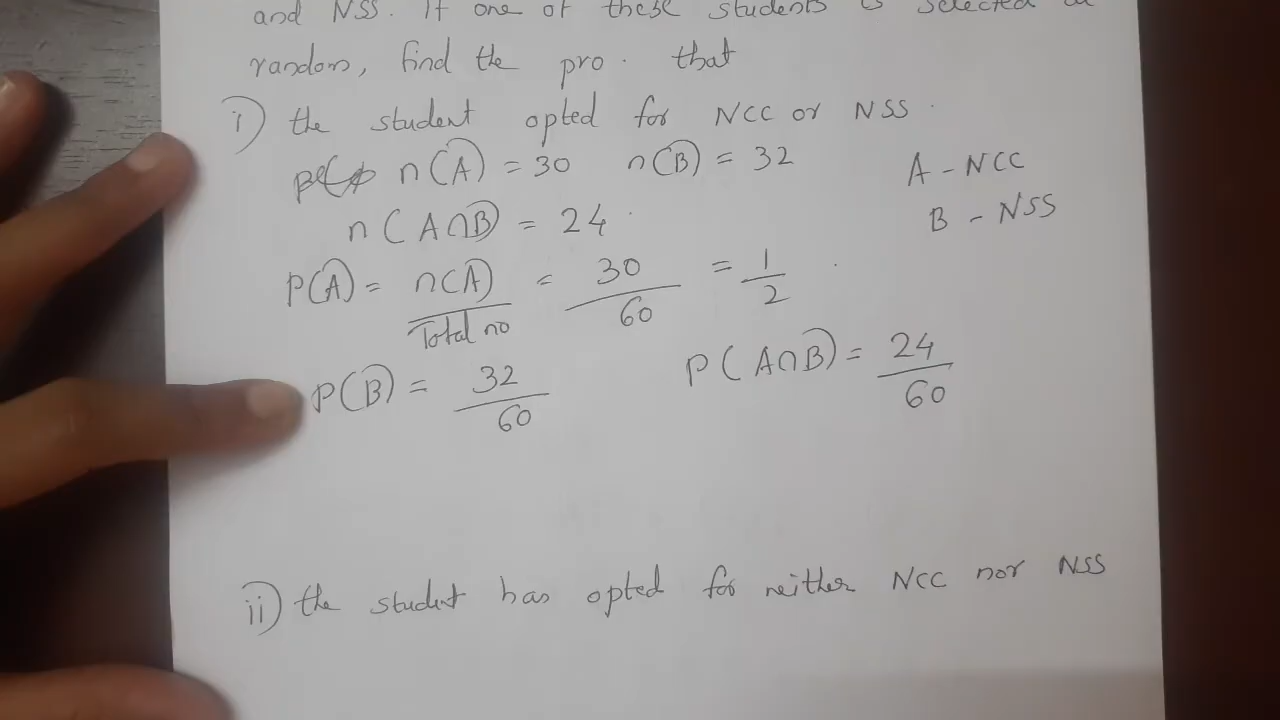 and NSS. If one of these students is selected at
random, find the pro. that
i) the student opted for NCC or NSS.
n(A) = 30 n(B) = 32 A - NCC
n(A∩B) = 24 B - NSS
P(A) = n(A)/Total no = 30/60 = 1/2
P(B) = 32/60 P(A∩B) = 24/60
ii) the student has opted for neither NCC nor NSS